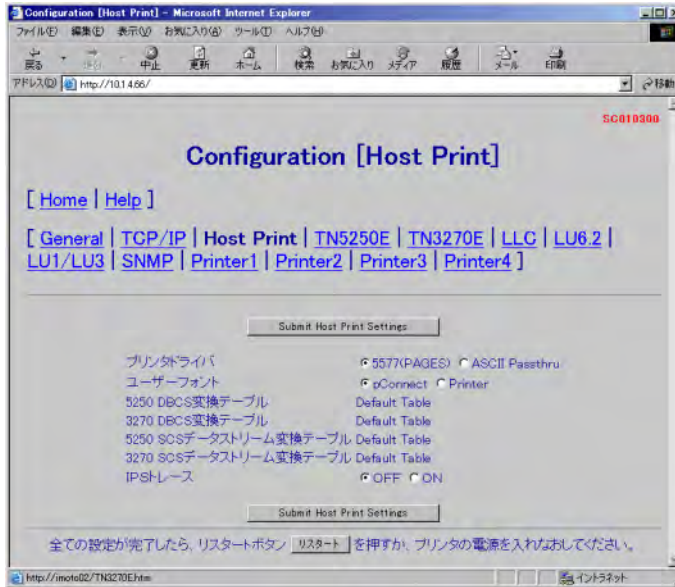 Configuration [Host Print] - Microsoft Internet Explorer
ファイル(F) 編集(E) 表示(V) お気に入り(A) ツール(T) ヘルプ(H)
戻る 中止 更新 ホーム 検索 お気に入り メディア 履歴 メール 印刷
アドレス(D) http://10.1.4.66/ 移動
SC010300
Configuration [Host Print]
[ Home | Help ]
[ General | TCP/IP | Host Print | TN5250E | TN3270E | LLC | LU6.2 |
LU1/LU3 | SNMP | Printer1 | Printer2 | Printer3 | Printer4 ]
Submit Host Print Settings
プリンタドライバ 5577(PAGES) ASCII Passthru
ユーザーフォント pConnect Printer
5250 DBCS変換テーブル Default Table
3270 DBCS変換テーブル Default Table
5250 SCSデータストリーム変換テーブル Default Table
3270 SCSデータストリーム変換テーブル Default Table
IPSトレース OFF ON
Submit Host Print Settings
全ての設定が完了したら、リスタートボタン リスタート を押すか、プリンタの電源を入れなおしてください。
http://imoto02/TN3270E.htm イントラネット